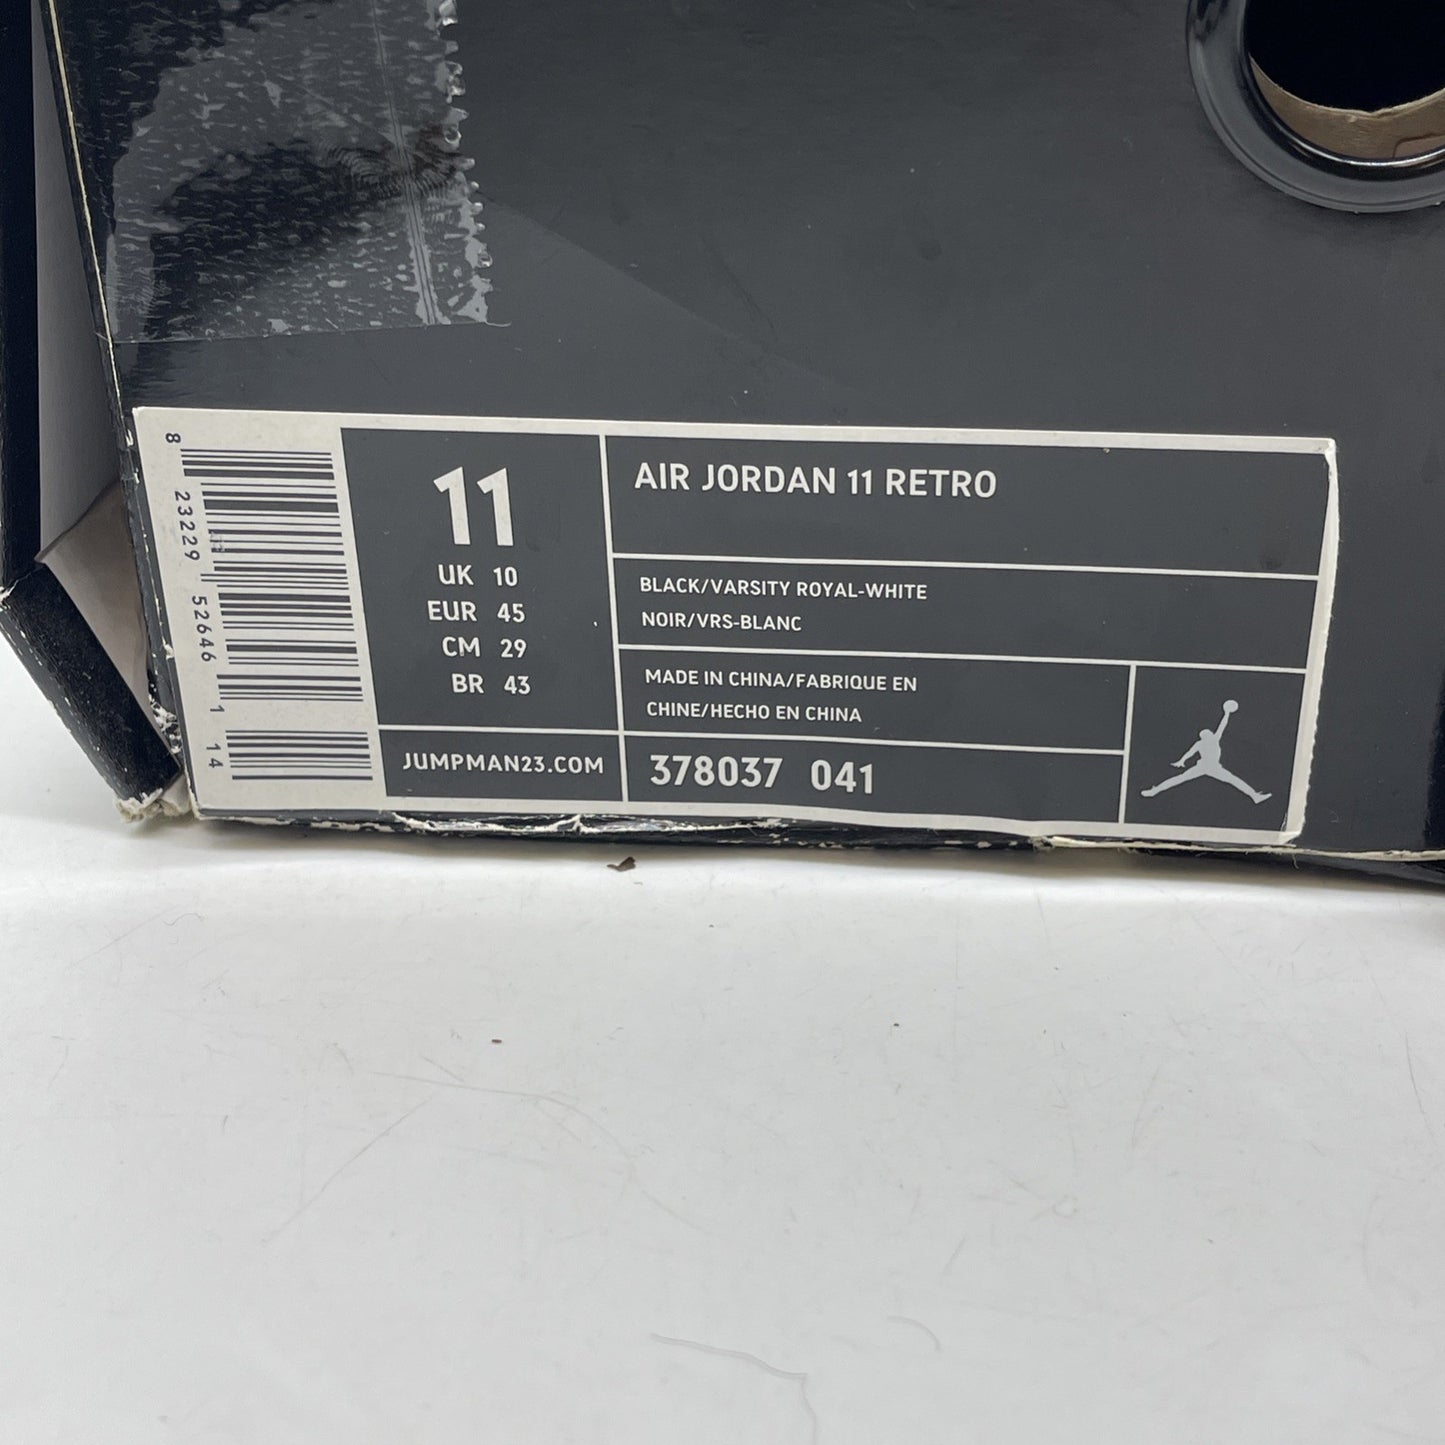 8 23229 52646 1 14
11
UK 10
EUR 45
CM 29
BR 43
JUMPMAN23.COM
AIR JORDAN 11 RETRO
BLACK/VARSITY ROYAL-WHITE
NOIR/VRS-BLANC
MADE IN CHINA/FABRIQUE EN
CHINE/HECHO EN CHINA
378037 041